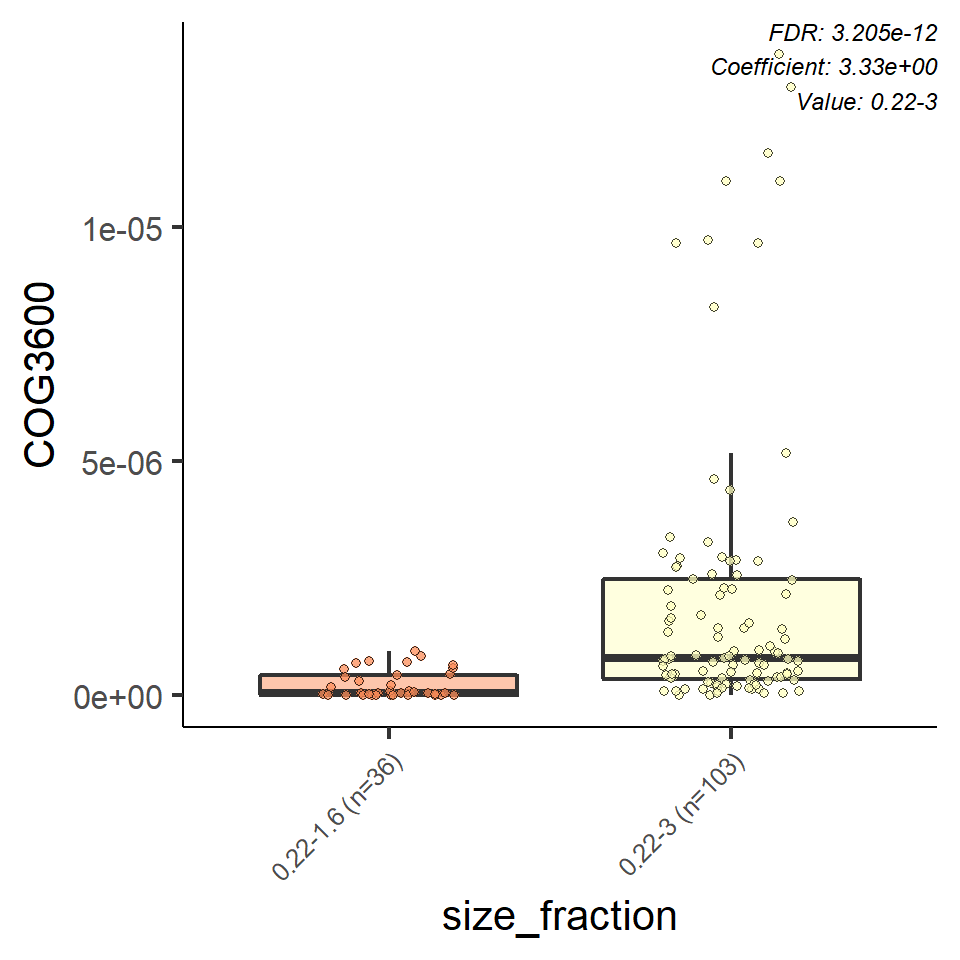 FDR: 3.205e-12
Coefficient: 3.33e+00
Value: 0.22-3
COG3600
1e-05
5e-06
0e+00
0.22-1.6 (n=36)
0.22-3 (n=103)
size_fraction